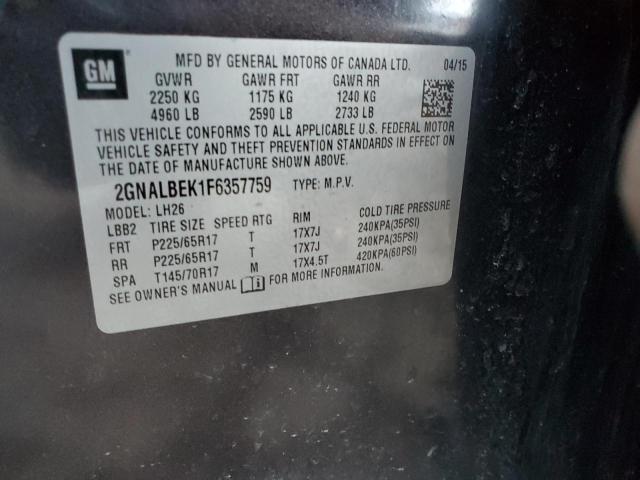 GM
MFD BY GENERAL MOTORS OF CANADA LTD. 04/15
GVWR GAWR FRT GAWR RR
2250 KG 1175 KG 1240 KG
4960 LB 2590 LB 2733 LB
THIS VEHICLE CONFORMS TO ALL APPLICABLE U.S. FEDERAL MOTOR
VEHICLE SAFETY AND THEFT PREVENTION STANDARDS IN EFFECT ON
THE DATE OF MANUFACTURE SHOWN ABOVE.
2GNALBEK1F6357759 TYPE: M.P.V.
MODEL: LH26
LBB2 TIRE SIZE SPEED RTG RIM COLD TIRE PRESSURE
FRT P225/65R17 T 17X7J 240KPA(35PSI)
RR P225/65R17 T 17X7J 240KPA(35PSI)
SPA T145/70R17 M 17X4.5T 420KPA(60PSI)
SEE OWNER'S MANUAL FOR MORE INFORMATION.